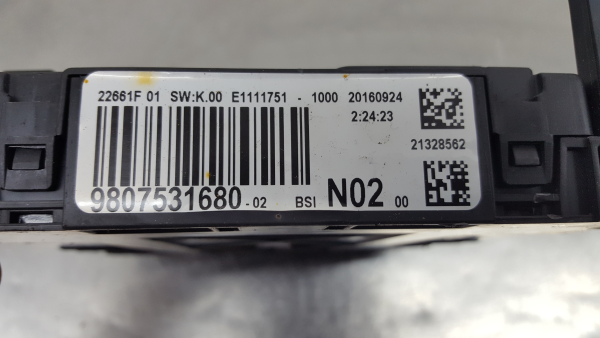 22661F 01 SW:K.00 E1111751 - 1000 20160924
2:24:23
21328562
9807531680-02 BSI N02 00